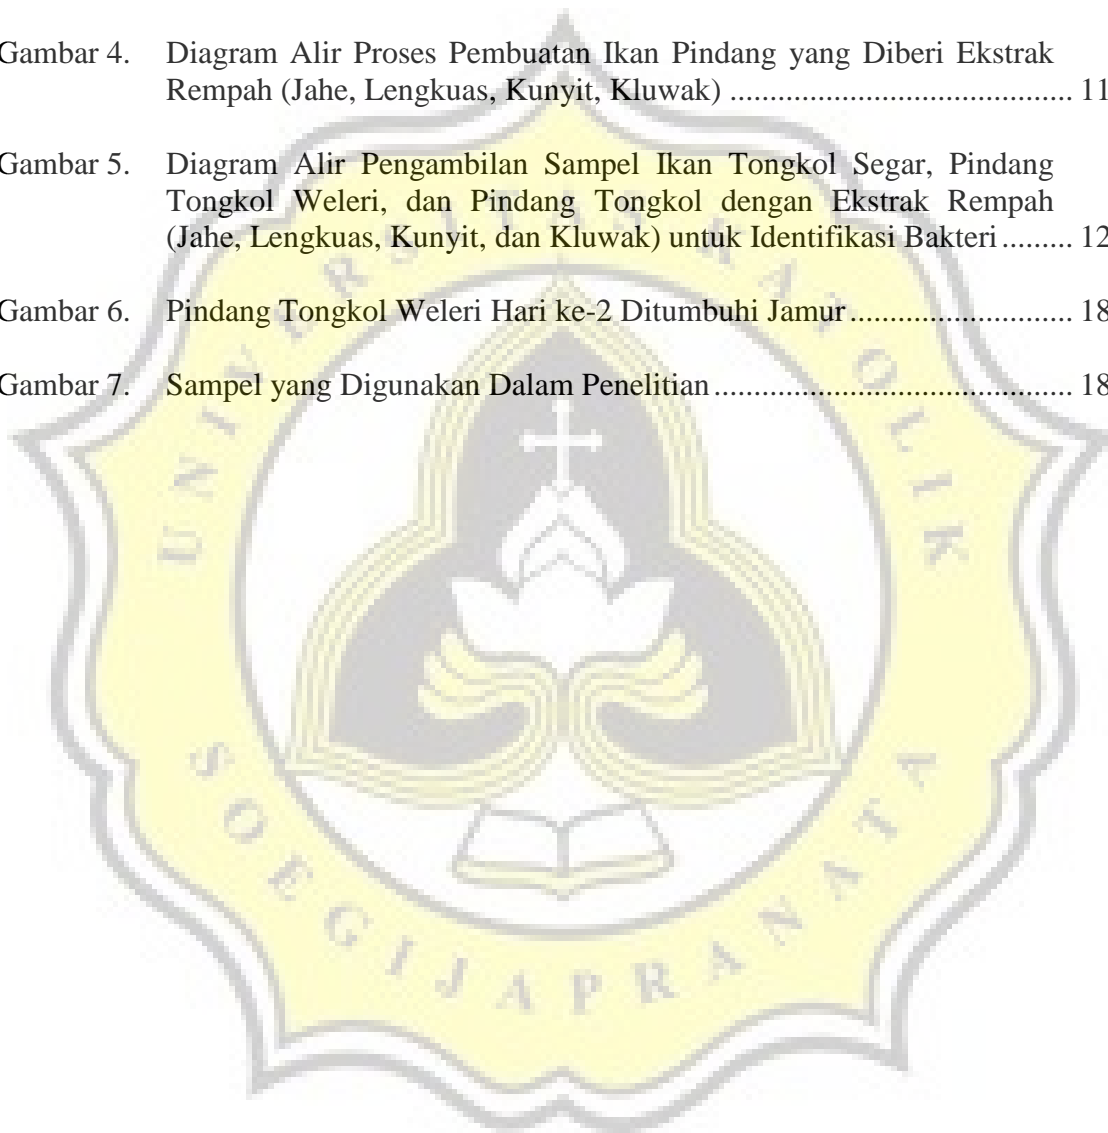 Gambar 4. Diagram Alir Proses Pembuatan Ikan Pindang yang Diberi Ekstrak
Rempah (Jahe, Lengkuas, Kunyit, Kluwak) ........................................ 11
Gambar 5. Diagram Alir Pengambilan Sampel Ikan Tongkol Segar, Pindang
Tongkol Weleri, dan Pindang Tongkol dengan Ekstrak Rempah
(Jahe, Lengkuas, Kunyit, dan Kluwak) untuk Identifikasi Bakteri ......... 12
Gambar 6. Pindang Tongkol Weleri Hari ke-2 Ditumbuhi Jamur .......................... 18
Gambar 7. Sampel yang Digunakan Dalam Penelitian .......................................... 18
UNIVERSITAS KATOLIK
SOEGIJAPRANATA